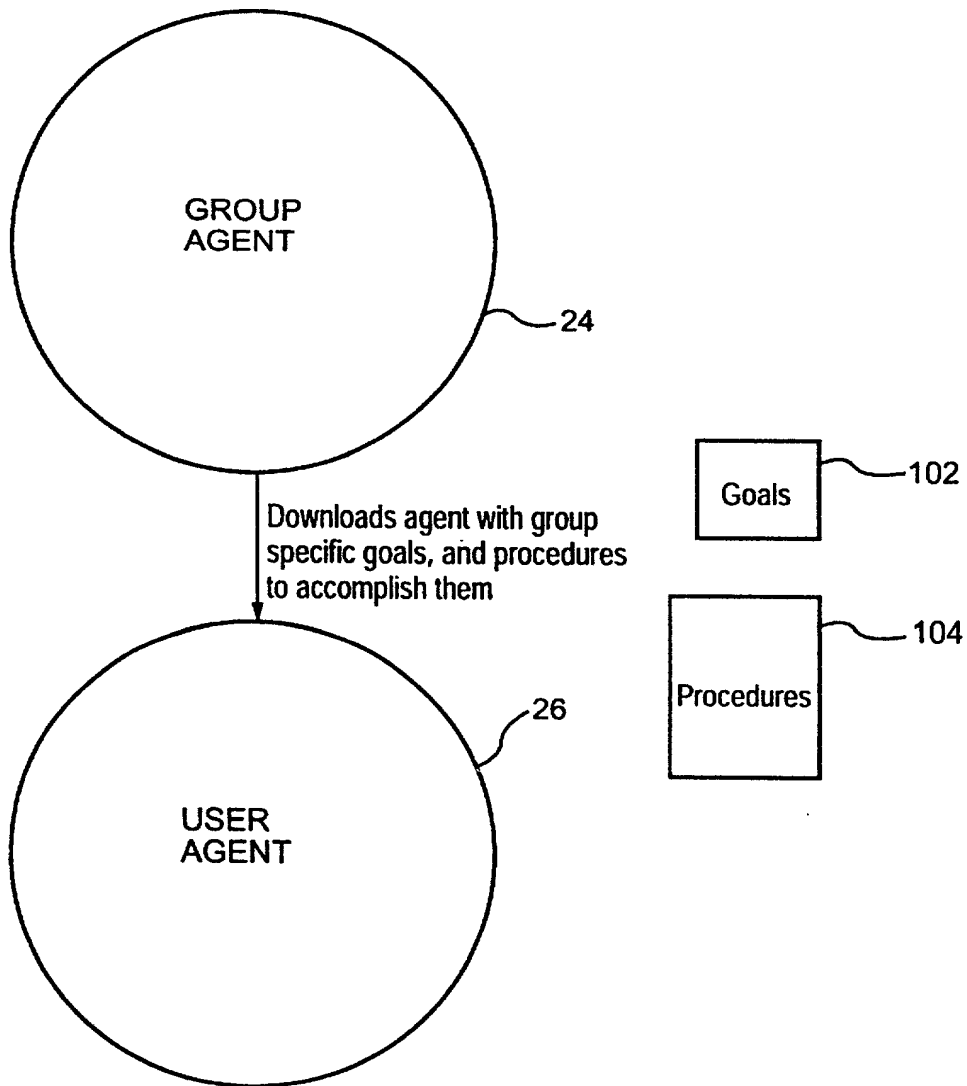 GROUP
AGENT
24
102
Goals
Downloads agent with group
specific goals, and procedures
to accomplish them
104
Procedures
26
USER
AGENT